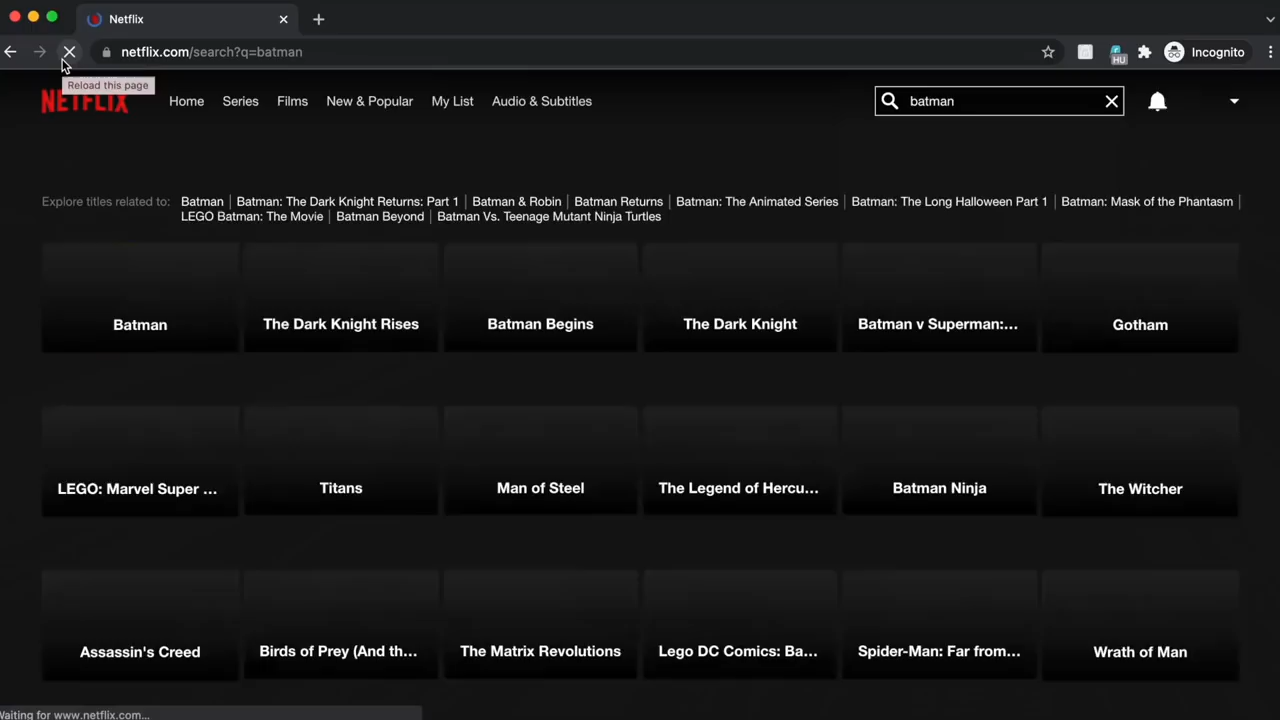 Netflix
netflix.com/search?q=batman
HU
Incognito
Reload this page
NETFLIX
Home
Series
Films
New & Popular
My List
Audio & Subtitles
batman
Explore titles related to: Batman | Batman: The Dark Knight Returns: Part 1 | Batman & Robin | Batman Returns | Batman: The Animated Series | Batman: The Long Halloween Part 1 | Batman: Mask of the Phantasm |
LEGO Batman: The Movie | Batman Beyond | Batman Vs. Teenage Mutant Ninja Turtles
Batman
The Dark Knight Rises
Batman Begins
The Dark Knight
Batman v Superman:...
Gotham
LEGO: Marvel Super ...
Titans
Man of Steel
The Legend of Hercu...
Batman Ninja
The Witcher
Assassin's Creed
Birds of Prey (And th...
The Matrix Revolutions
Lego DC Comics: Ba...
Spider-Man: Far from...
Wrath of Man
Waiting for www.netflix.com...